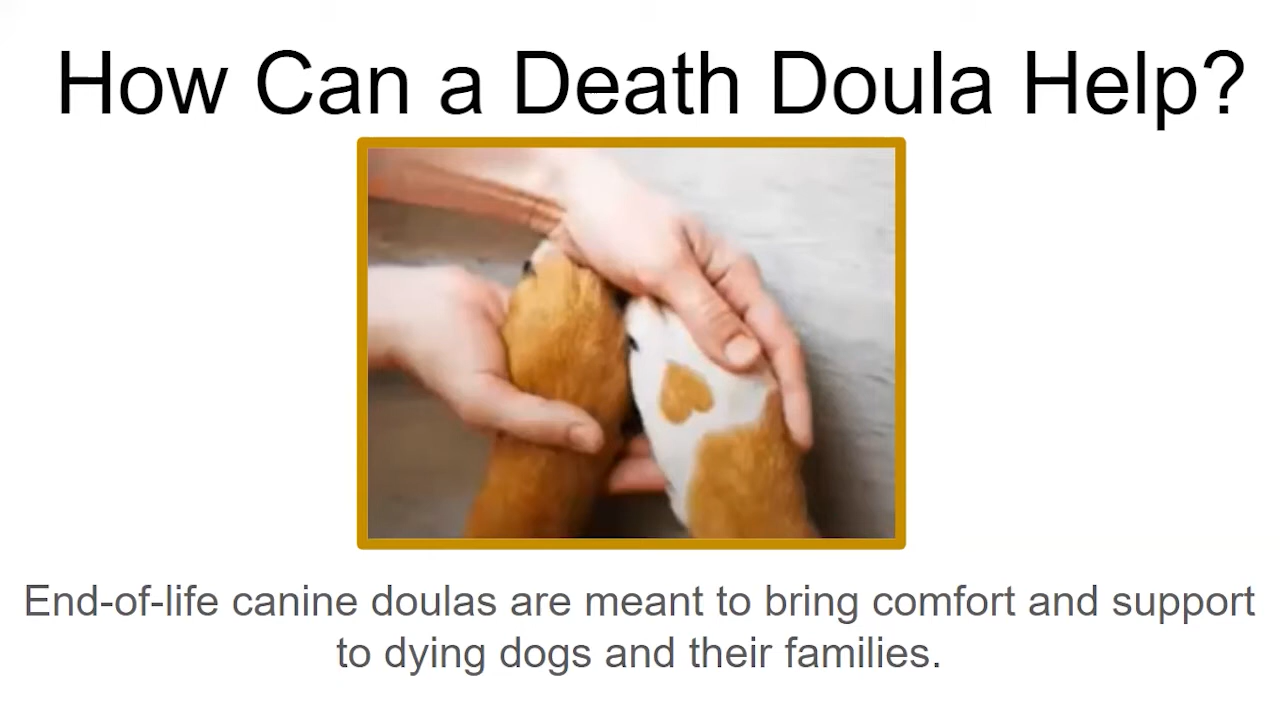 How Can a Death Doula Help?
End-of-life canine doulas are meant to bring comfort and support
to dying dogs and their families.